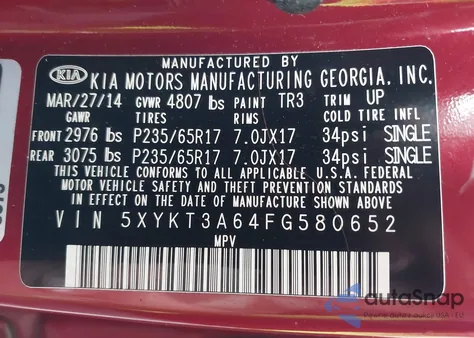 MANUFACTURED BY
KIA KIA MOTORS MANUFACTURING GEORGIA. INC.
MAR/27/14 GVWR 4807 lbs PAINT TR3 TRIM UP
GAWR TIRES RIMS COLD TIRE INFL
FRONT 2976 lbs P235/65R17 7.0JX17 34psi SINGLE
REAR 3075 lbs P235/65R17 7.0JX17 34psi SINGLE
THIS VEHICLE CONFORMS TO ALL APPLICABLE U.S.A. FEDERAL
MOTOR VEHICLE SAFETY AND THEFT PREVENTION STANDARDS
IN EFFECT ON THE DATE OF MANUFACTURE SHOWN ABOVE.
VIN 5XYKT3A64FG580652
MPV
autoSnap